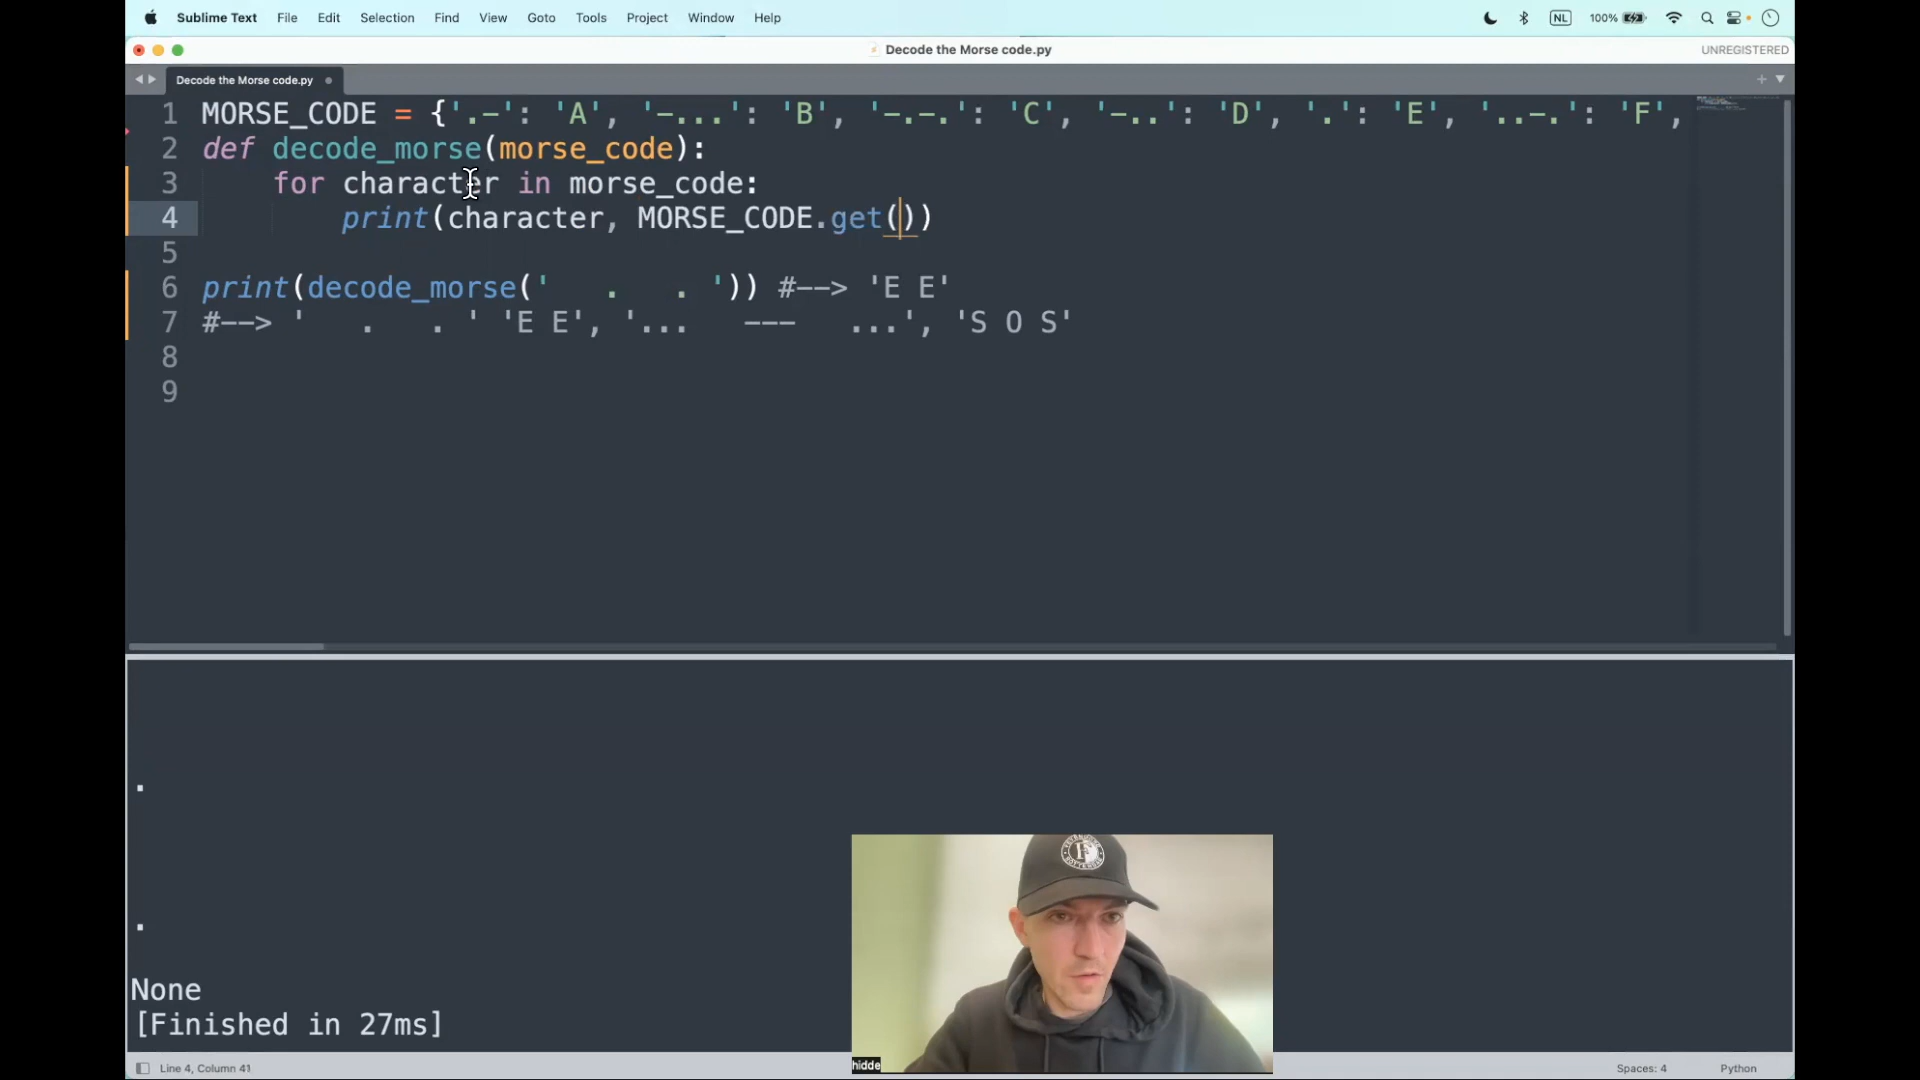 Sublime Text File Edit Selection Find View Goto Tools Project Window Help NL 100%
Decode the Morse code.py UNREGISTERED
Decode the Morse code.py
1 MORSE_CODE = {'.-': 'A', '-...': 'B', '-.-.': 'C', '-..': 'D', '.': 'E', '..-.': 'F',
2 def decode_morse(morse_code):
3     for character in morse_code:
4         print(character, MORSE_CODE.get())
5
6 print(decode_morse('   .   . ')) #--> 'E E'
7 #--> '   .   . ' 'E E', '...   ---   ...', 'S O S'
8
9
.
.
None
[Finished in 27ms]
hidde
Line 4, Column 41 Spaces: 4 Python